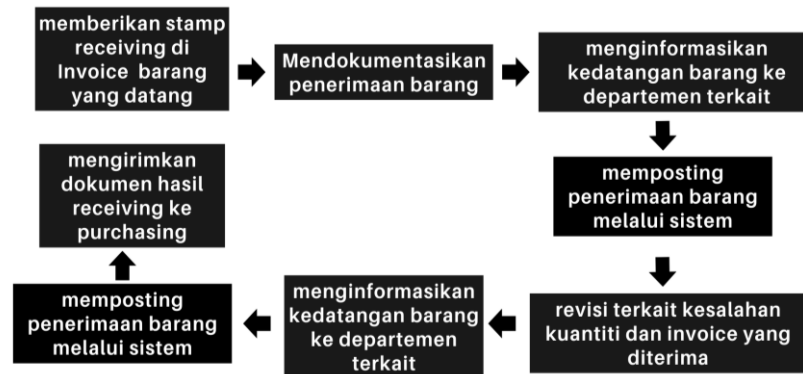 memberikan stamp
receiving di
Invoice barang
yang datang
Mendokumentasikan
penerimaan barang
menginformasikan
kedatangan barang ke
departemen terkait
memposting
penerimaan barang
melalui sistem
revisi terkait kesalahan
kuantiti dan invoice yang
diterima
menginformasikan
kedatangan barang
ke departemen
terkait
memposting
penerimaan barang
melalui sistem
mengirimkan
dokumen hasil
receiving ke
purchasing